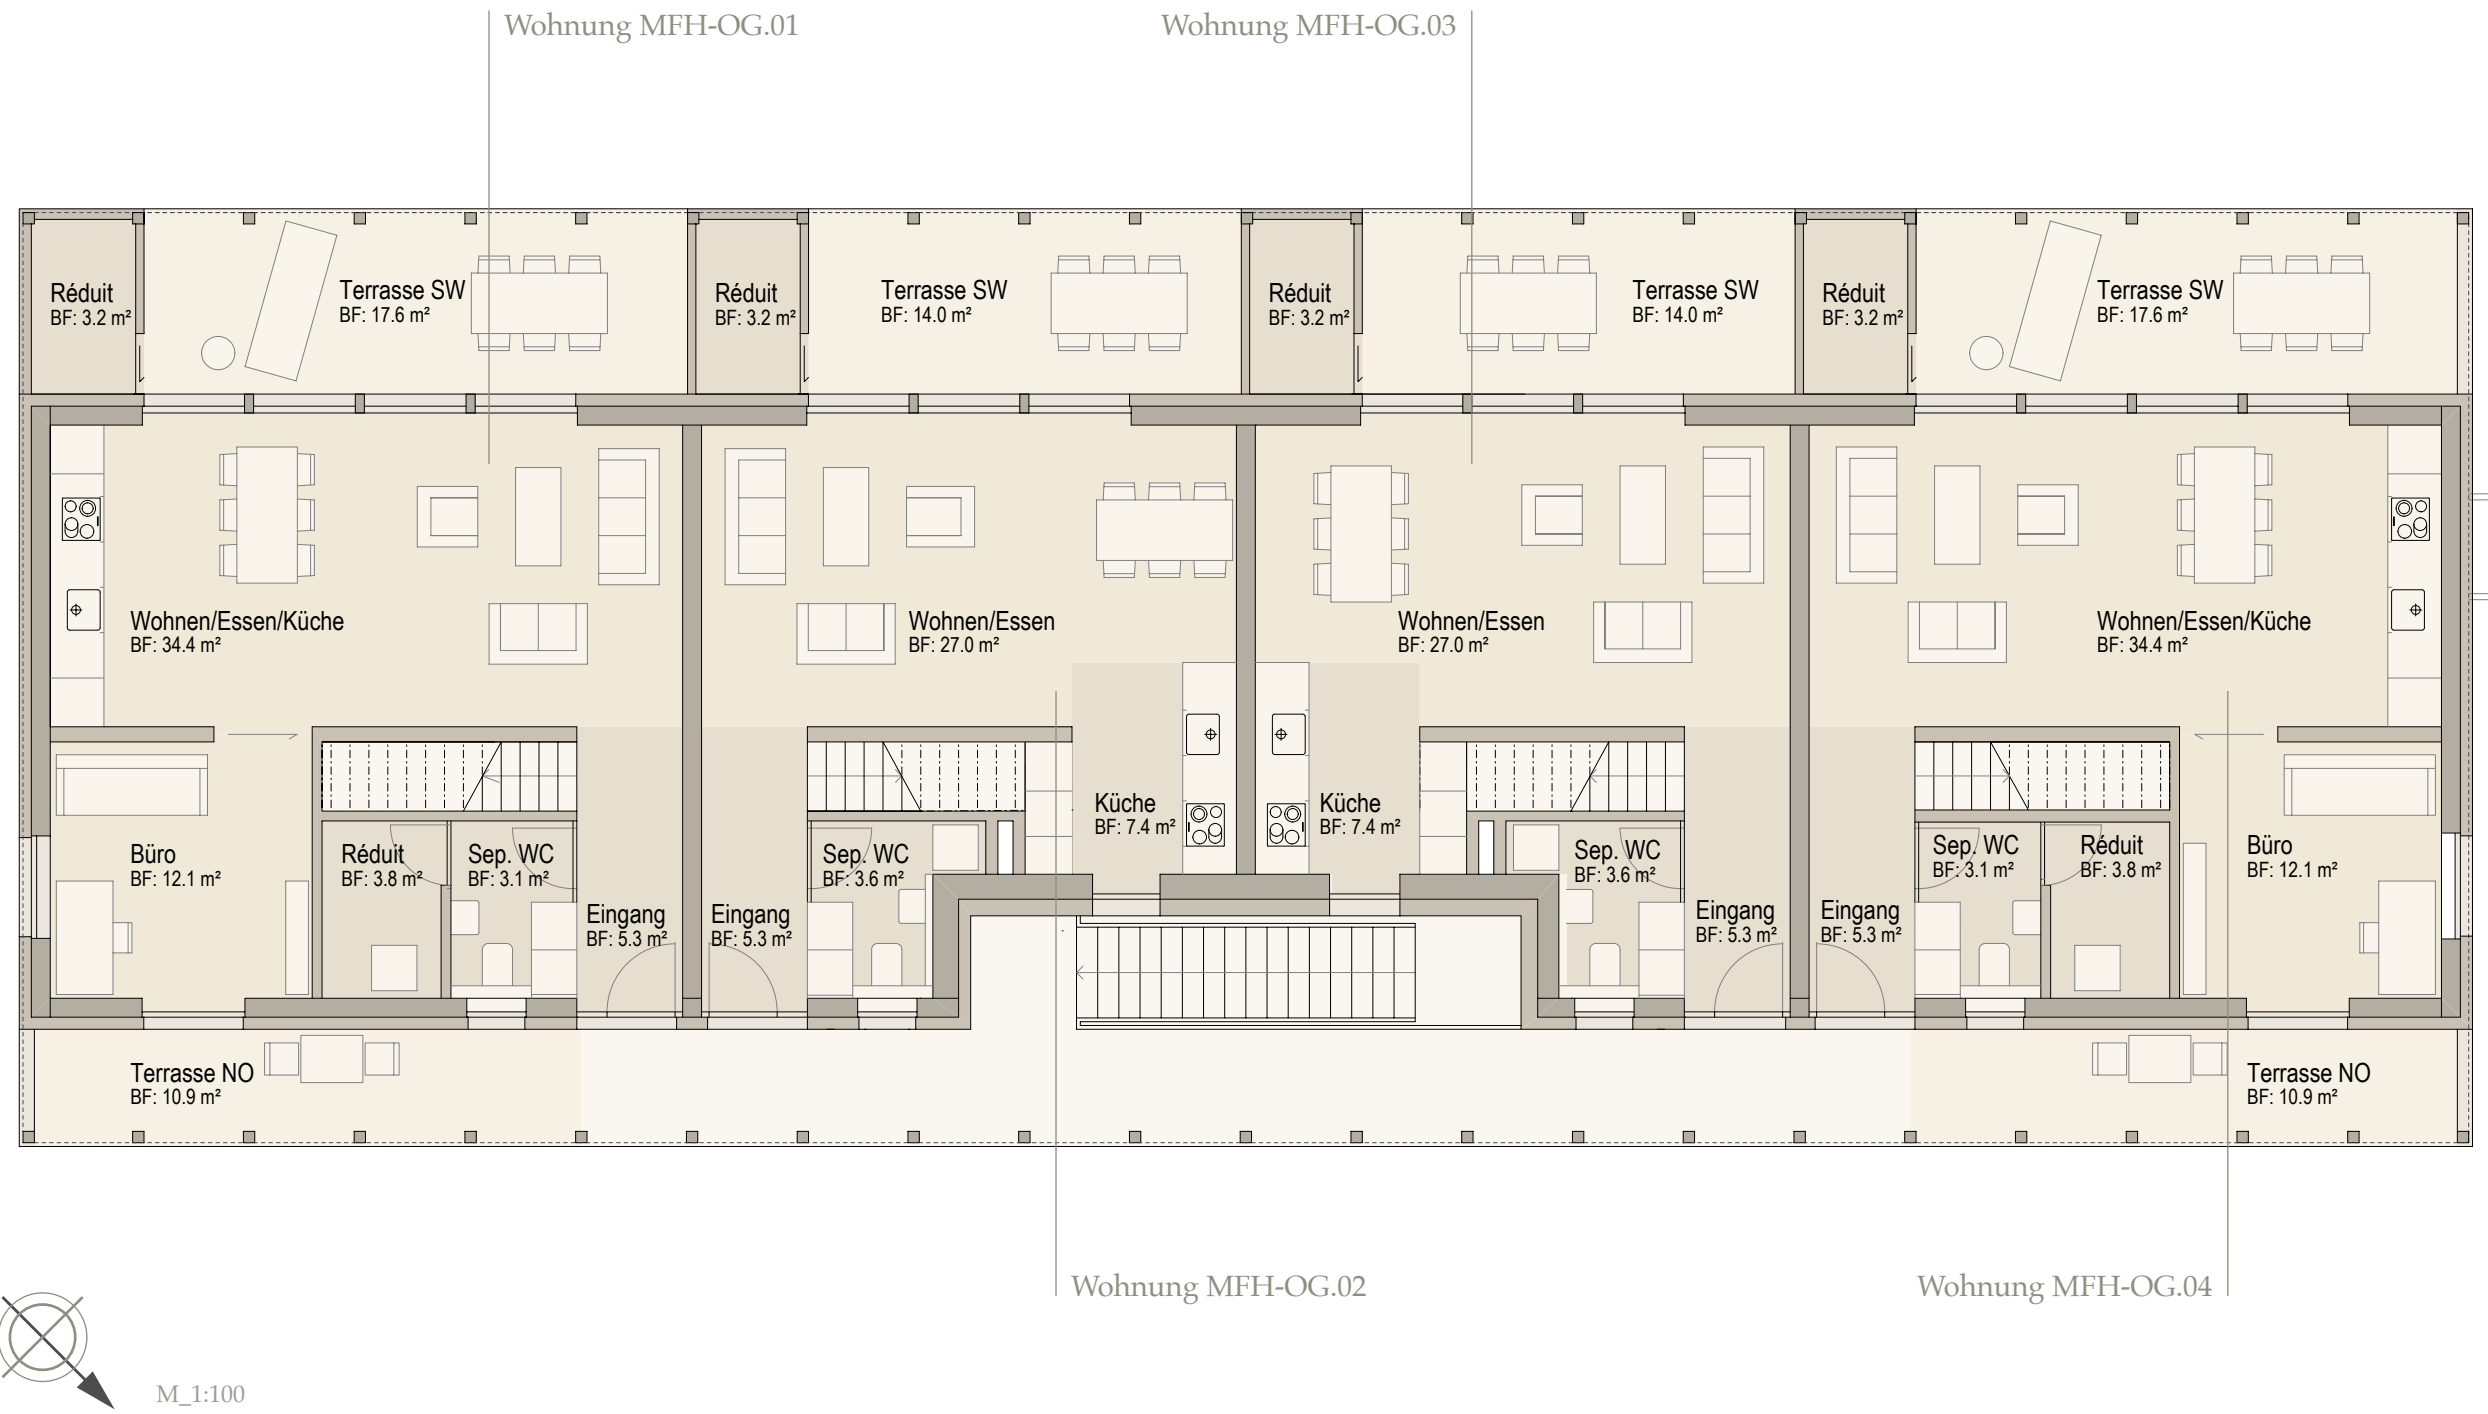 Wohnung MFH-OG.01
Wohnung MFH-OG.03
Réduit
BF: 3.2 m²
Terrasse SW
BF: 17.6 m²
Réduit
BF: 3.2 m²
Terrasse SW
BF: 14.0 m²
Réduit
BF: 3.2 m²
Terrasse SW
BF: 14.0 m²
Réduit
BF: 3.2 m²
Terrasse SW
BF: 17.6 m²
Wohnen/Essen/Küche
BF: 34.4 m²
Wohnen/Essen
BF: 27.0 m²
Wohnen/Essen
BF: 27.0 m²
Wohnen/Essen/Küche
BF: 34.4 m²
Büro
BF: 12.1 m²
Réduit
BF: 3.8 m²
Sep. WC
BF: 3.1 m²
Eingang
BF: 5.3 m²
Eingang
BF: 5.3 m²
Sep. WC
BF: 3.6 m²
Küche
BF: 7.4 m²
Küche
BF: 7.4 m²
Sep. WC
BF: 3.6 m²
Eingang
BF: 5.3 m²
Eingang
BF: 5.3 m²
Sep. WC
BF: 3.1 m²
Réduit
BF: 3.8 m²
Büro
BF: 12.1 m²
Terrasse NO
BF: 10.9 m²
Terrasse NO
BF: 10.9 m²
Wohnung MFH-OG.02
Wohnung MFH-OG.04
M_1:100